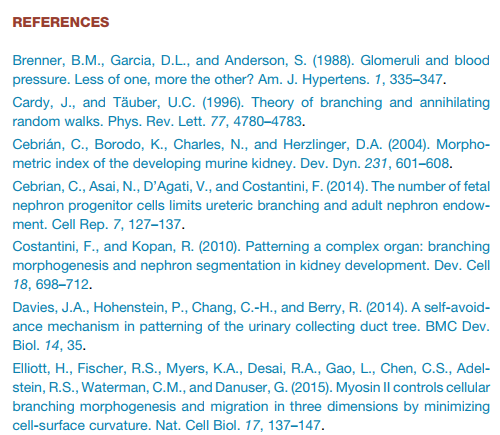 REFERENCES
Brenner, B.M., Garcia, D.L., and Anderson, S. (1988). Glomeruli and blood
pressure. Less of one, more the other? Am. J. Hypertens. 1, 335–347.
Cardy, J., and Täuber, U.C. (1996). Theory of branching and annihilating
random walks. Phys. Rev. Lett. 77, 4780–4783.
Cebrián, C., Borodo, K., Charles, N., and Herzlinger, D.A. (2004). Morpho-
metric index of the developing murine kidney. Dev. Dyn. 231, 601–608.
Cebrian, C., Asai, N., D'Agati, V., and Costantini, F. (2014). The number of fetal
nephron progenitor cells limits ureteric branching and adult nephron endow-
ment. Cell Rep. 7, 127–137.
Costantini, F., and Kopan, R. (2010). Patterning a complex organ: branching
morphogenesis and nephron segmentation in kidney development. Dev. Cell
18, 698–712.
Davies, J.A., Hohenstein, P., Chang, C.-H., and Berry, R. (2014). A self-avoid-
ance mechanism in patterning of the urinary collecting duct tree. BMC Dev.
Biol. 14, 35.
Elliott, H., Fischer, R.S., Myers, K.A., Desai, R.A., Gao, L., Chen, C.S., Adel-
stein, R.S., Waterman, C.M., and Danuser, G. (2015). Myosin II controls cellular
branching morphogenesis and migration in three dimensions by minimizing
cell-surface curvature. Nat. Cell Biol. 17, 137–147.